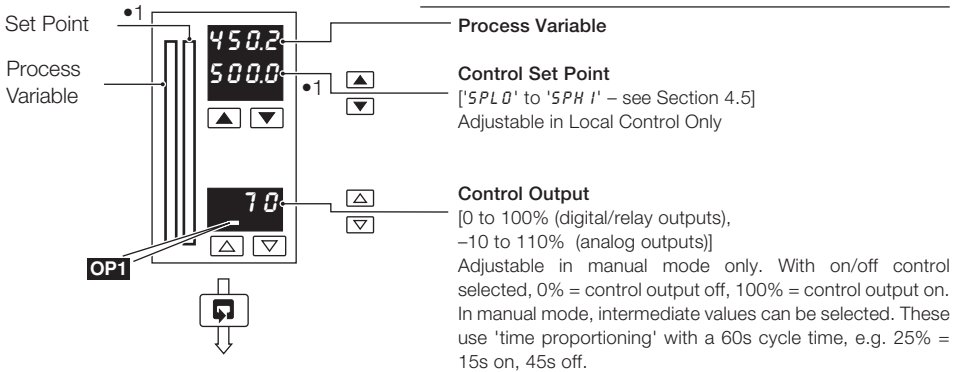 Set Point
•1
Process
Variable
450.2
500.0
•1
70
OP1
Process Variable
Control Set Point
['SPLO' to 'SPHI' – see Section 4.5]
Adjustable in Local Control Only
Control Output
[0 to 100% (digital/relay outputs),
–10 to 110% (analog outputs)]
Adjustable in manual mode only. With on/off control
selected, 0% = control output off, 100% = control output on.
In manual mode, intermediate values can be selected. These
use 'time proportioning' with a 60s cycle time, e.g. 25% =
15s on, 45s off.